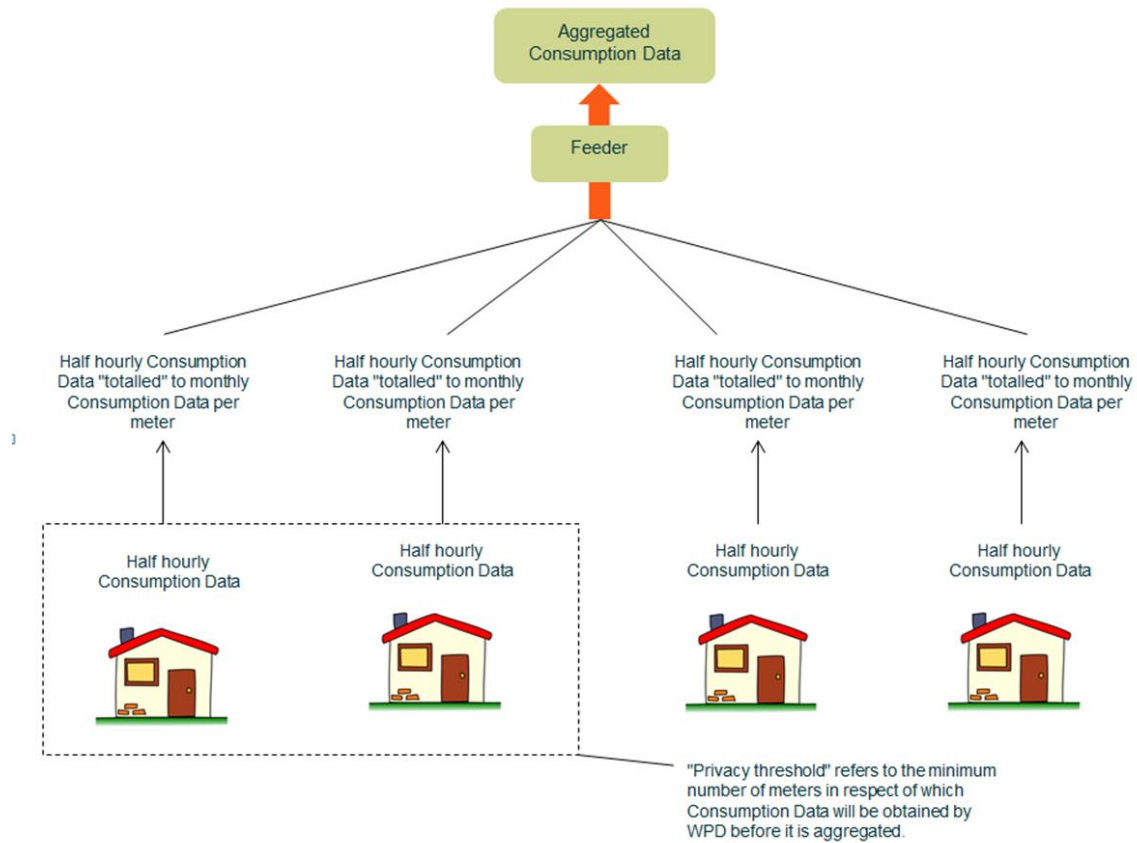 Aggregated
Consumption Data
Feeder
Half hourly Consumption
Data "totalled" to monthly
Consumption Data per
meter
Half hourly Consumption
Data "totalled" to monthly
Consumption Data per
meter
Half hourly Consumption
Data "totalled" to monthly
Consumption Data per
meter
Half hourly Consumption
Data "totalled" to monthly
Consumption Data per
meter
Half hourly
Consumption Data
Half hourly
Consumption Data
Half hourly
Consumption Data
Half hourly
Consumption Data
"Privacy threshold" refers to the minimum
number of meters in respect of which
Consumption Data will be obtained by
WPD before it is aggregated.